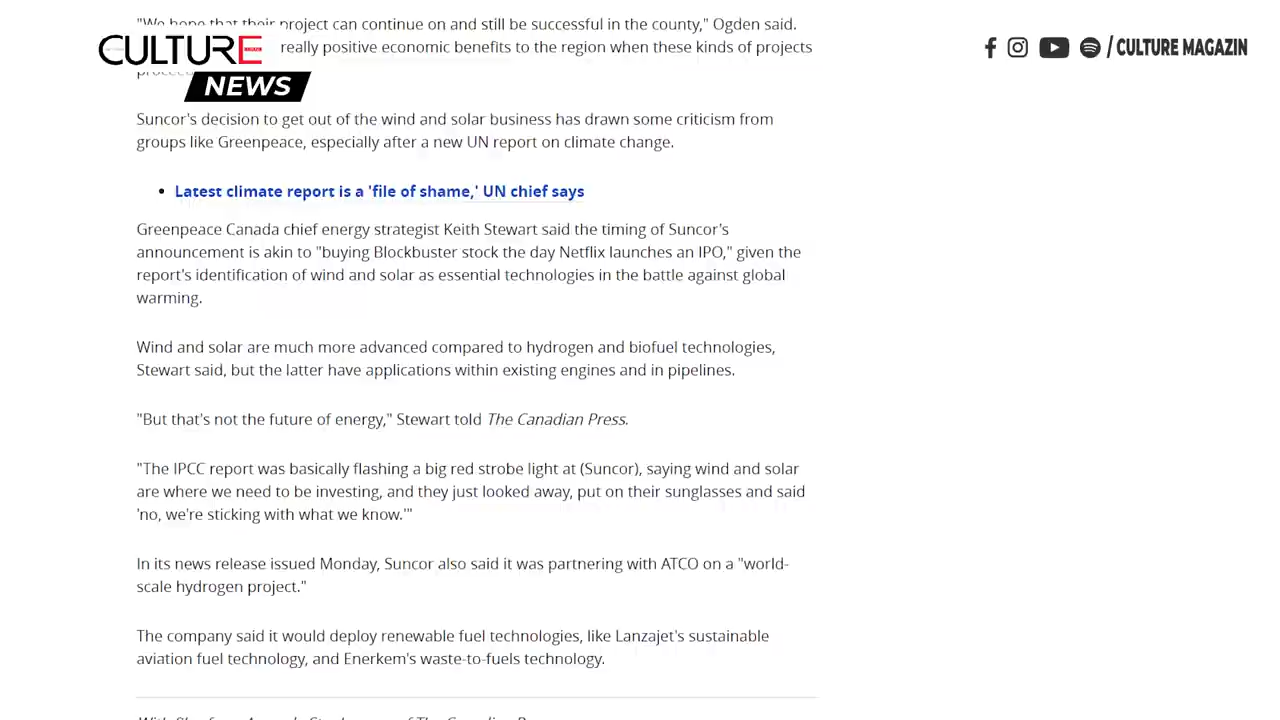 "We hope that their project can continue on and still be successful in the county," Ogden said.
CULTURE
really positive economic benefits to the region when these kinds of projects
/ CULTURE MAGAZIN
NEWS
Suncor's decision to get out of the wind and solar business has drawn some criticism from
groups like Greenpeace, especially after a new UN report on climate change.
• Latest climate report is a 'file of shame,' UN chief says
Greenpeace Canada chief energy strategist Keith Stewart said the timing of Suncor's
announcement is akin to "buying Blockbuster stock the day Netflix launches an IPO," given the
report's identification of wind and solar as essential technologies in the battle against global
warming.
Wind and solar are much more advanced compared to hydrogen and biofuel technologies,
Stewart said, but the latter have applications within existing engines and in pipelines.
"But that's not the future of energy," Stewart told The Canadian Press.
"The IPCC report was basically flashing a big red strobe light at (Suncor), saying wind and solar
are where we need to be investing, and they just looked away, put on their sunglasses and said
'no, we're sticking with what we know.'"
In its news release issued Monday, Suncor also said it was partnering with ATCO on a "world-
scale hydrogen project."
The company said it would deploy renewable fuel technologies, like Lanzajet's sustainable
aviation fuel technology, and Enerkem's waste-to-fuels technology.